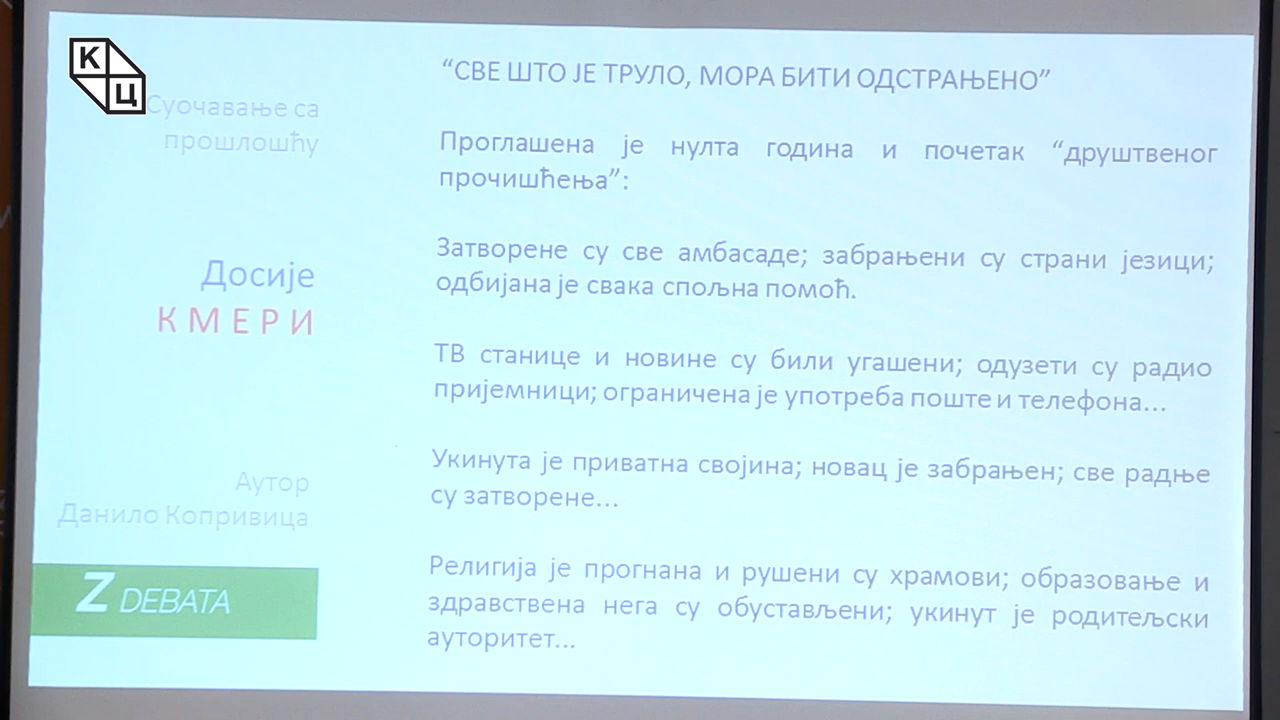 К
Ц
Суочавање са
прошлошћу
Досије
КМЕРИ
Аутор
Данило Копривица
Z DEBATA
“СВЕ ШТО ЈЕ ТРУЛО, МОРА БИТИ ОДСТРАЊЕНО”
Проглашена је нулта година и почетак “друштвеног
прочишћења”:
Затворене су све амбасаде; забрањени су страни језици;
одбијана је свака спољна помоћ.
ТВ станице и новине су били угашени; одузети су радио
пријемници; ограничена је употреба поште и телефона...
Укинута је приватна својина; новац је забрањен; све радње
су затворене...
Религија је прогнана и рушени су храмови; образовање и
здравствена нега су обустављени; укинут је родитељски
ауторитет...